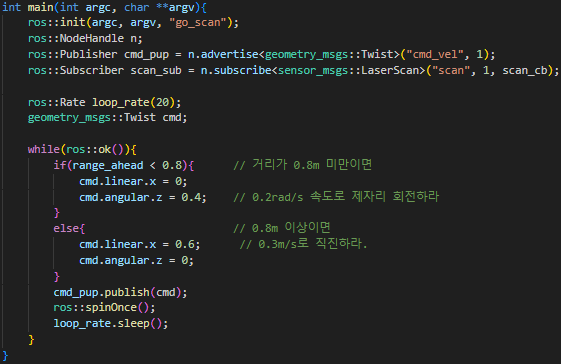 int main(int argc, char **argv){
    ros::init(argc, argv, "go_scan");
    ros::NodeHandle n;
    ros::Publisher cmd_pup = n.advertise<geometry_msgs::Twist>("cmd_vel", 1);
    ros::Subscriber scan_sub = n.subscribe<sensor_msgs::LaserScan>("scan", 1, scan_cb);

    ros::Rate loop_rate(20);
    geometry_msgs::Twist cmd;

    while(ros::ok()){
        if(range_ahead < 0.8){      // 거리가 0.8m 미만이면
            cmd.linear.x = 0;
            cmd.angular.z = 0.4;    // 0.2rad/s 속도로 제자리 회전하라
        }
        else{                       // 0.8m 이상이면
            cmd.linear.x = 0.6;      // 0.3m/s로 직진하라.
            cmd.angular.z = 0;
        }
        cmd_pup.publish(cmd);
        ros::spinOnce();
        loop_rate.sleep();
    }
}